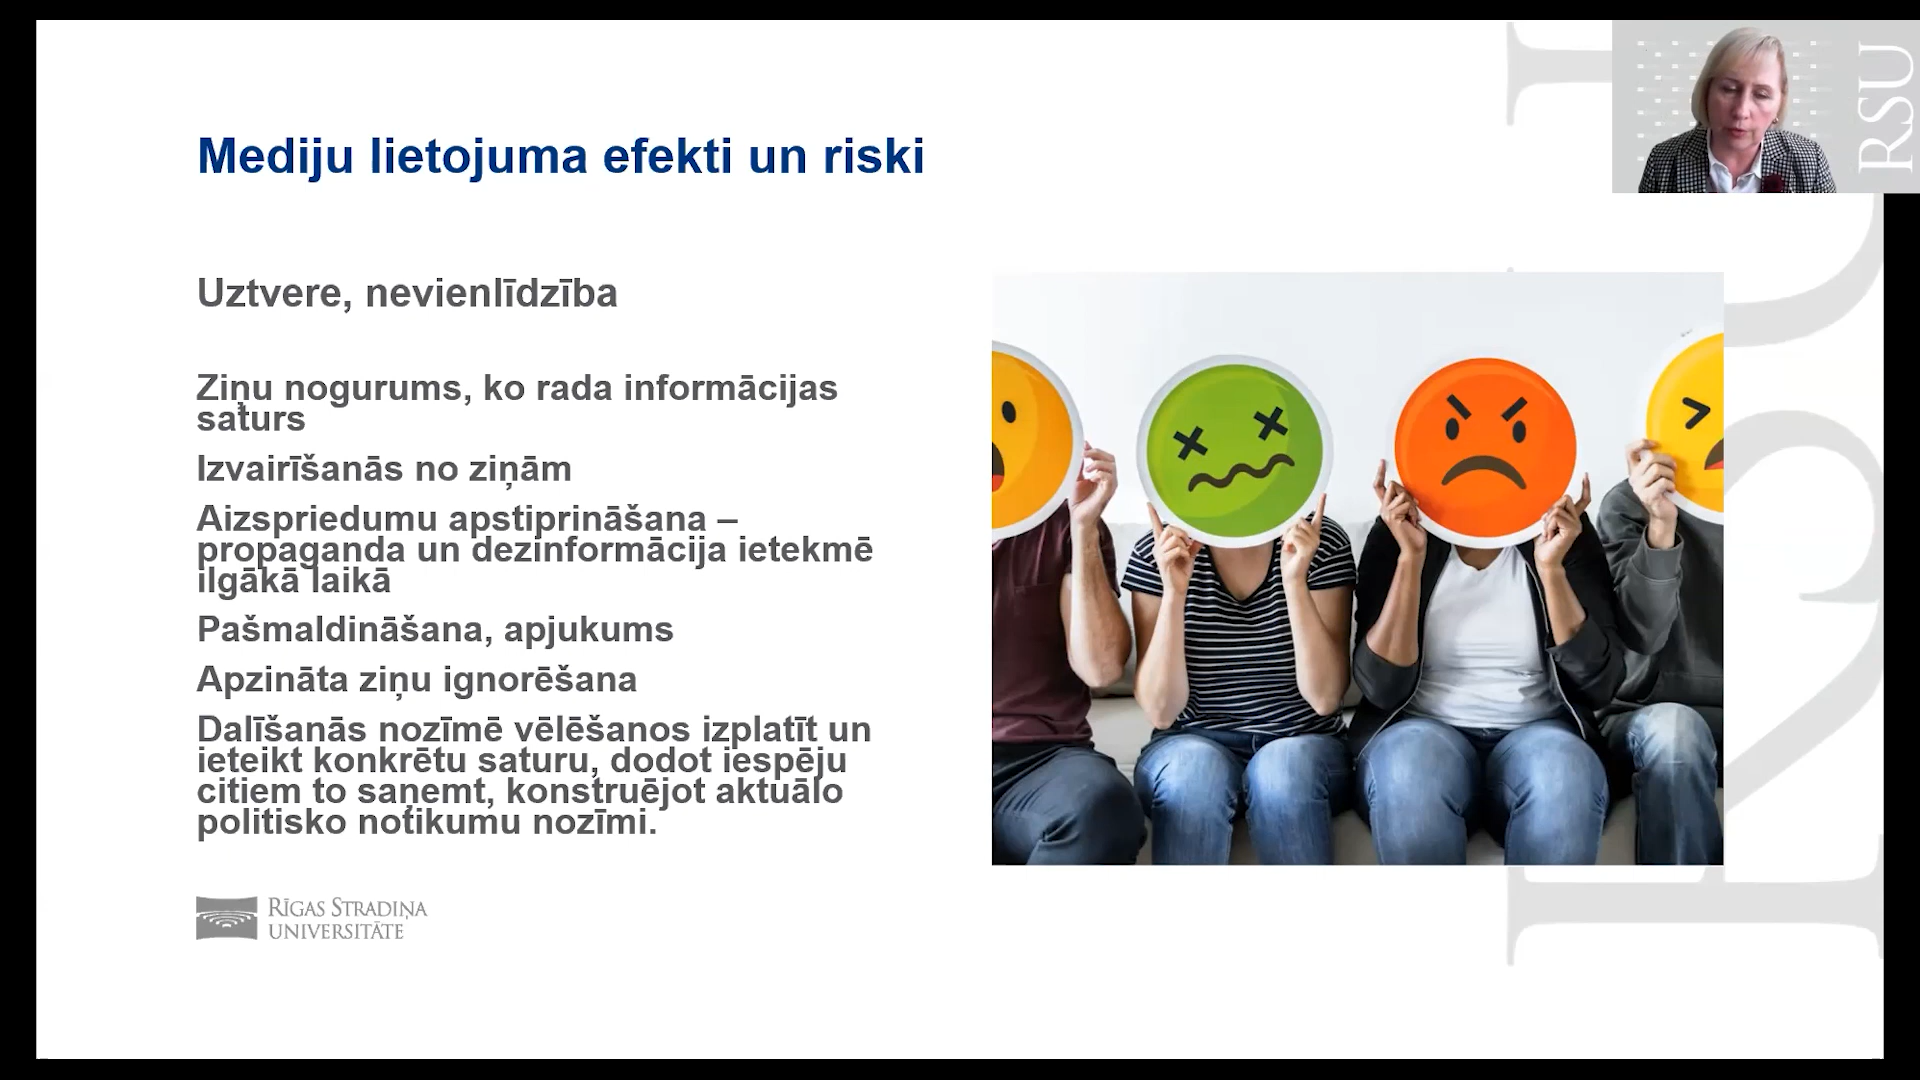 Mediju lietojuma efekti un riski
Uztvere, nevienlīdzība
Ziņu nogurums, ko rada informācijas
saturs
Izvairīšanās no ziņām
Aizspriedumu apstiprināšana –
propaganda un dezinformācija ietekmē
ilgākā laikā
Pašmaldināšana, apjukums
Apzināta ziņu ignorēšana
Dalīšanās nozīmē vēlēšanos izplatīt un
ieteikt konkrētu saturu, dodot iespēju
citiem to saņemt, konstruējot aktuālo
politisko notikumu nozīmi.
RĪGAS STRADIŅA
UNIVERSITĀTE
RSU